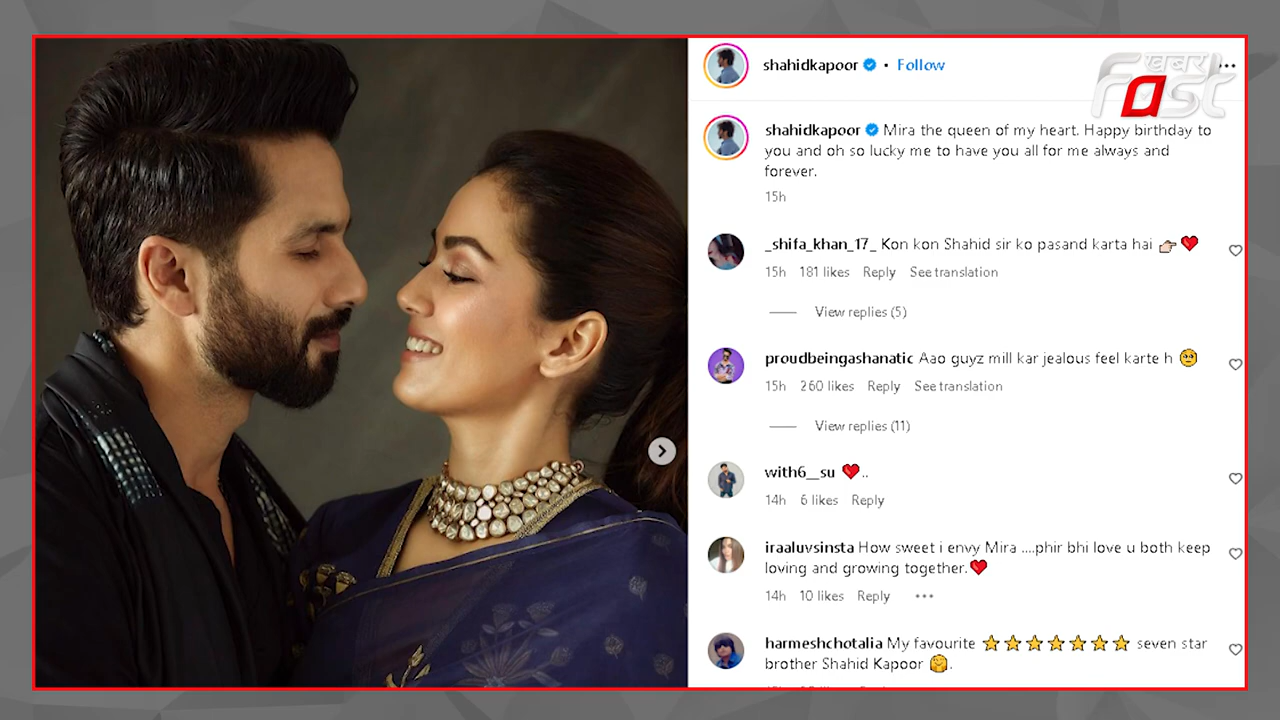 shahidkapoor • Follow
खबरें
Fast
shahidkapoor Mira the queen of my heart. Happy birthday to
you and oh so lucky me to have you all for me always and
forever.
15h
_shifa_khan_17_ Kon kon Shahid sir ko pasand karta hai 👉❤️
15h 181 likes Reply See translation
View replies (5)
proudbeingashanatic Aao guyz mill kar jealous feel karte h 🥹
15h 260 likes Reply See translation
View replies (11)
with6__su ❤️..
14h 6 likes Reply
iraaluvsinsta How sweet i envy Mira ....phir bhi love u both keep
loving and growing together.❤️
14h 10 likes Reply •••
harmeshchotalia My favourite ⭐⭐⭐⭐⭐⭐⭐ seven star
brother Shahid Kapoor 🤗.